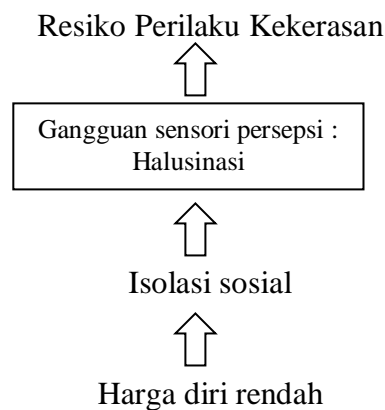 Resiko Perilaku Kekerasan
Gangguan sensori persepsi :
Halusinasi
Isolasi sosial
Harga diri rendah